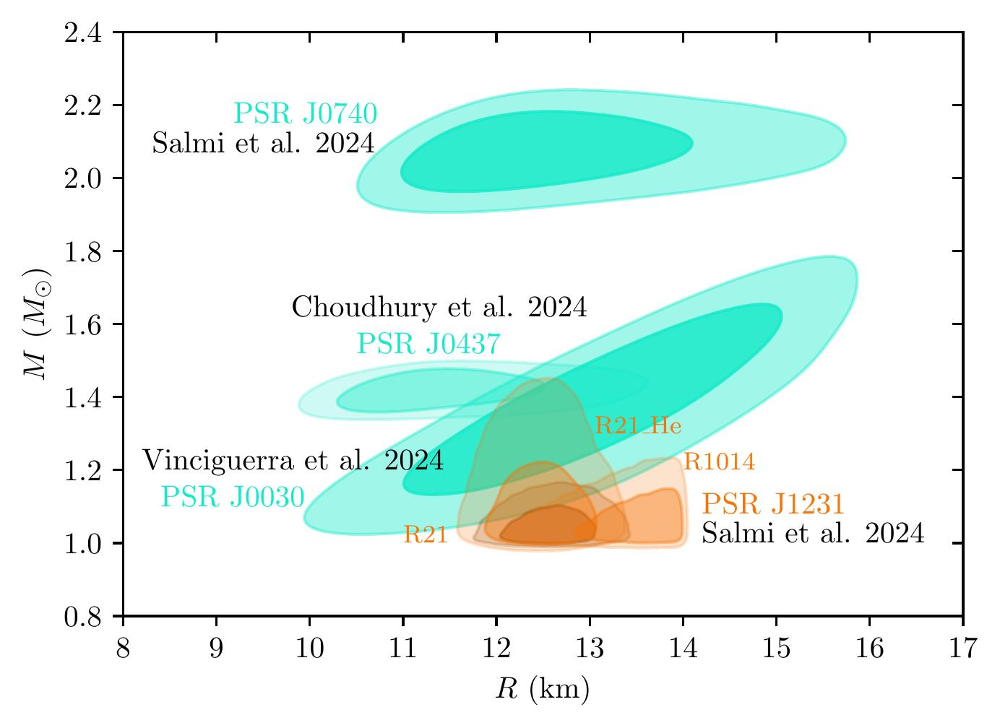 2.4
2.2
2.0
1.8
1.6
1.4
1.2
1.0
0.8
M (M⊙)
PSR J0740
Salmi et al. 2024
Choudhury et al. 2024
PSR J0437
R21_He
Vinciguerra et al. 2024
PSR J0030
R1014
PSR J1231
Salmi et al. 2024
R21
8 9 10 11 12 13 14 15 16 17
R (km)